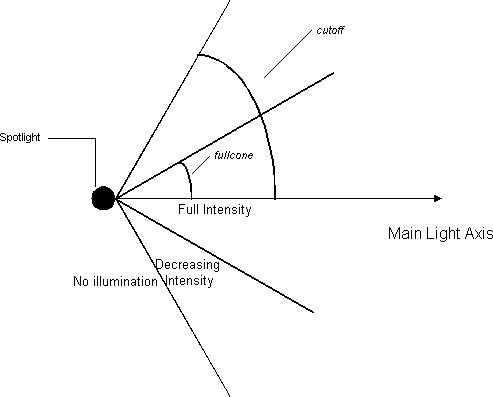 cutoff
Spotlight
fullcone
Full Intensity
Main Light Axis
Decreasing
No illumination Intensity